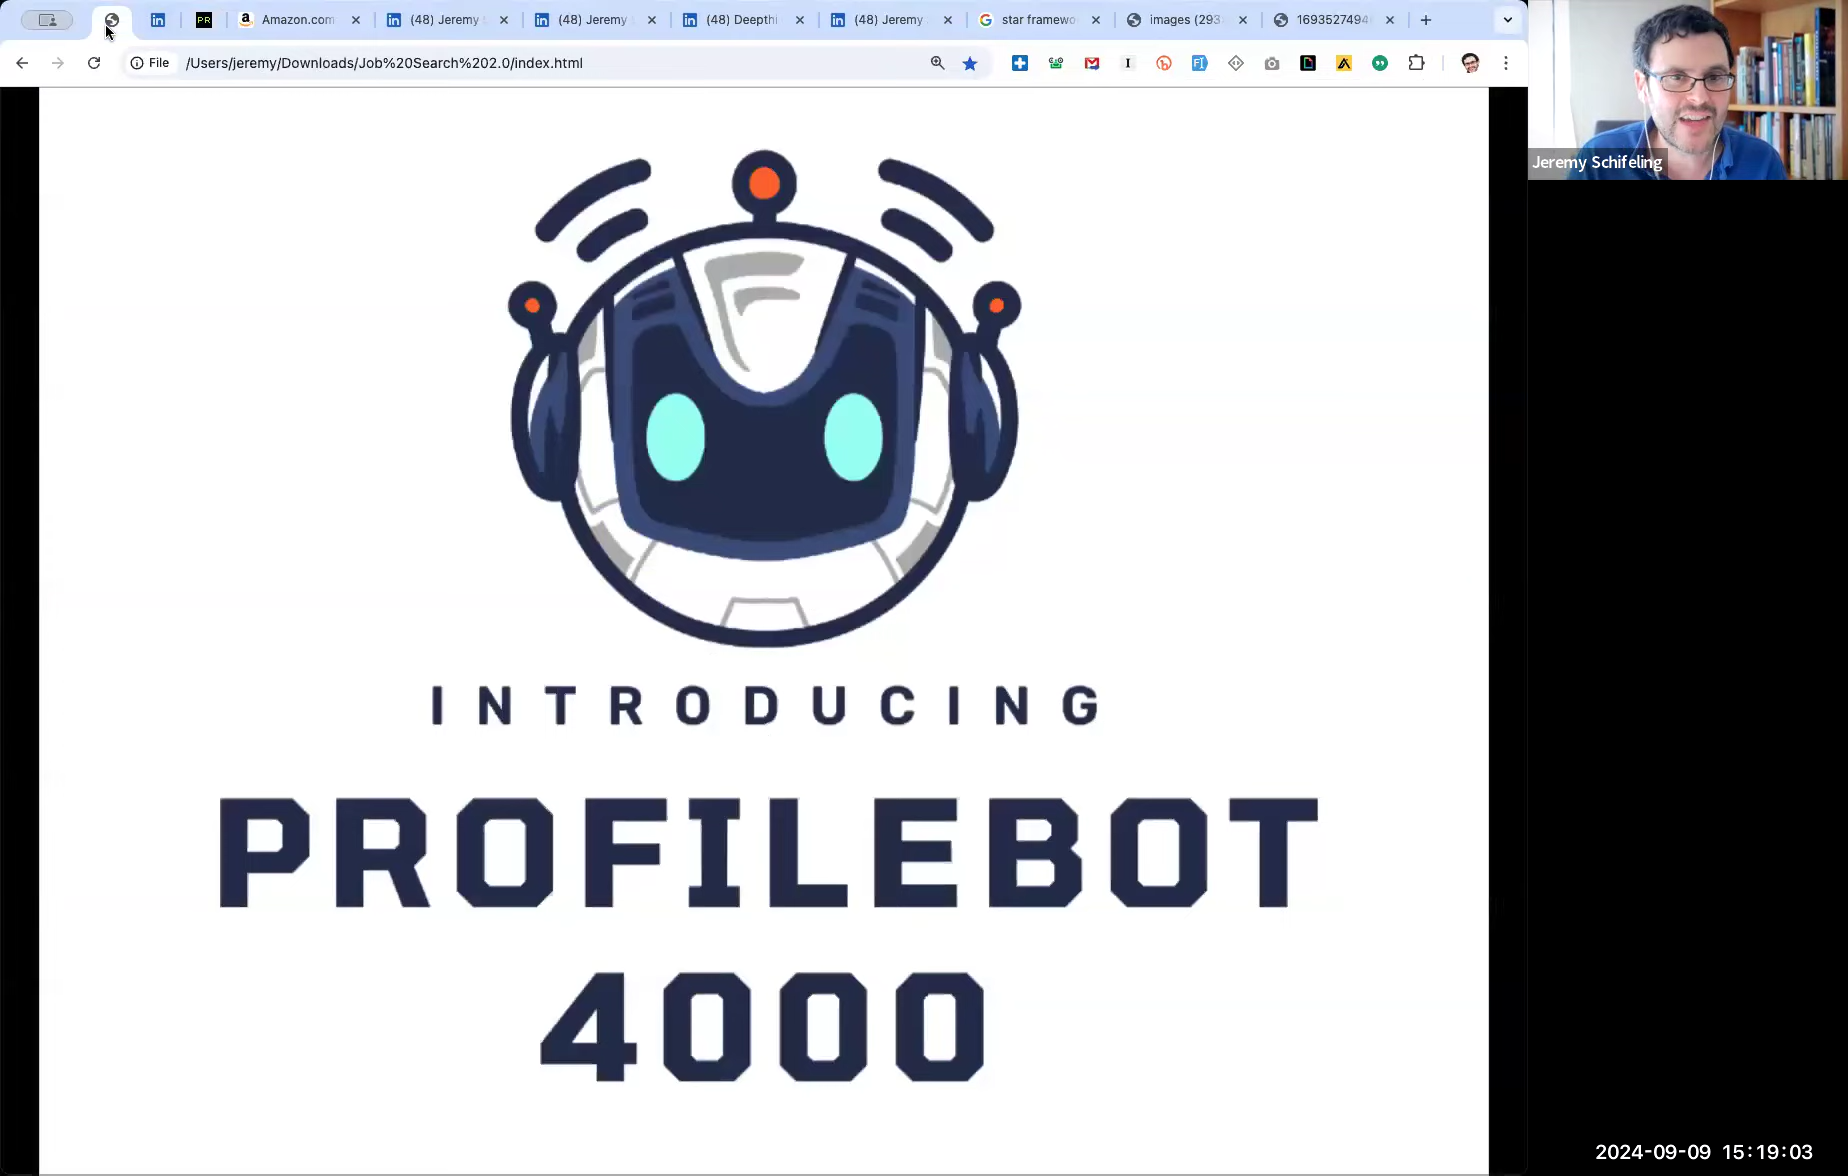 Amazon.com
(48) Jeremy
(48) Jeremy
(48) Deepthi
(48) Jeremy
star framewo
images (293
1693527494
File
/Users/jeremy/Downloads/Job%20Search%202.0/index.html
Jeremy Schifeling
INTRODUCING
PROFILEBOT
4000
2024-09-09 15:19:03